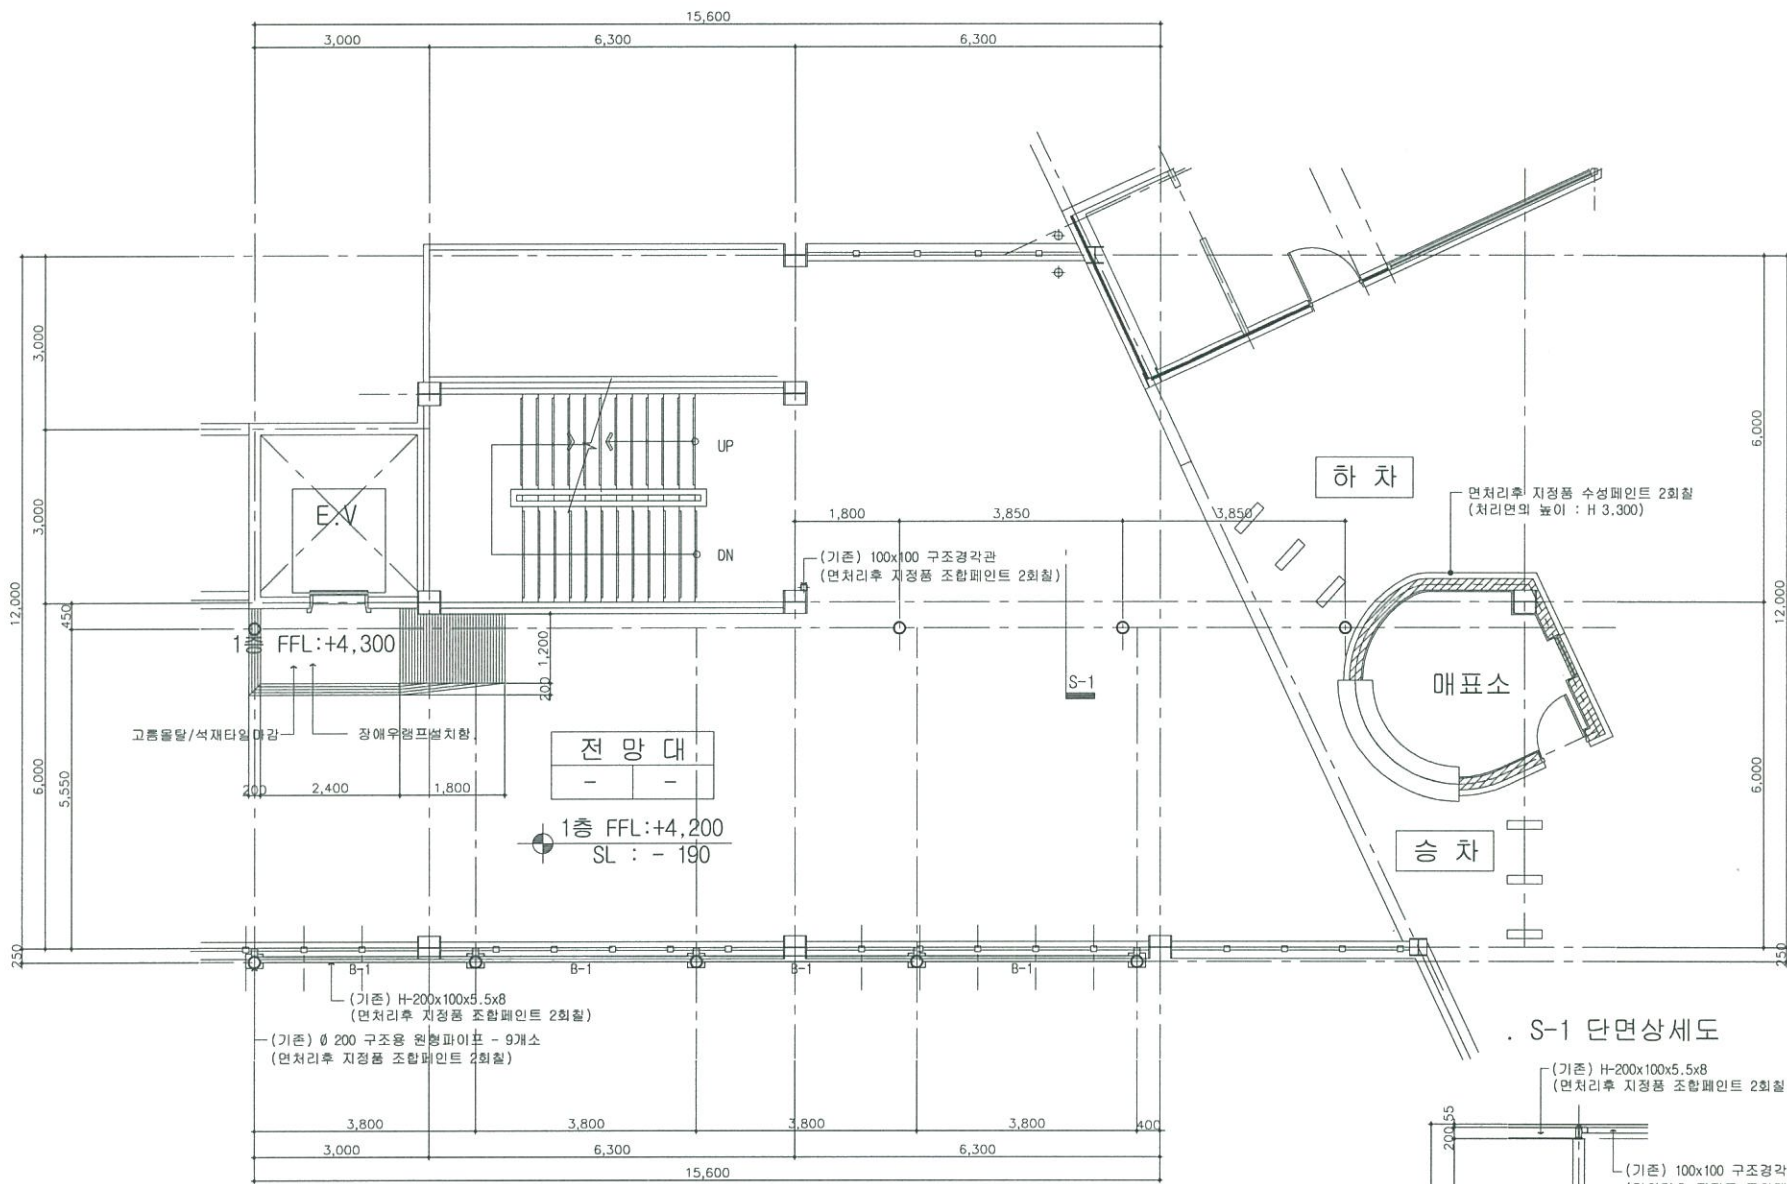 15,600
3,000
6,300
6,300
3,000
3,000
12,000
450
6,000
5,550
250
6,000
12,000
6,000
250
UP
DN
E.V
하 차
면처리후 지정품 수성페인트 2회칠
(처리면의 높이 : H 3.300)
1,800
3,850
3,850
(기존) 100x100 구조경각관
(면처리후 지정품 조합페인트 2회칠)
1층 FFL:+4,300
1,200
200
S-1
매표소
고름몰탈/석재타일마감
장애우램프설치함.
200
2,400
1,800
전 망 대
-
-
1층 FFL:+4,200
SL : - 190
승 차
B-1
B-1
B-1
B-1
(기존) H-200x100x5.5x8
(면처리후 지정품 조합페인트 2회칠)
(기존) Ø 200 구조용 원형파이프 - 9개소
(면처리후 지정품 조합페인트 2회칠)
. S-1 단면상세도
(기존) H-200x100x5.5x8
(면처리후 지정품 조합페인트 2회칠
55
200
(기존) 100x100 구조경각
3,800
3,800
3,800
3,800
400
3,000
6,300
6,300
15,600